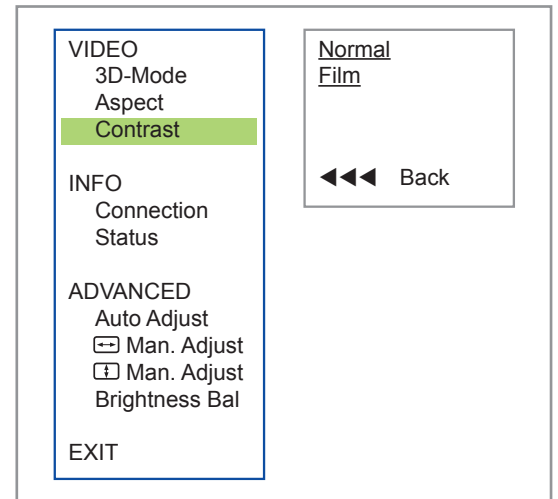 VIDEO
3D-Mode
Aspect
Contrast
INFO
Connection
Status
ADVANCED
Auto Adjust
Man. Adjust
Man. Adjust
Brightness Bal
EXIT
Normal
Film
Back